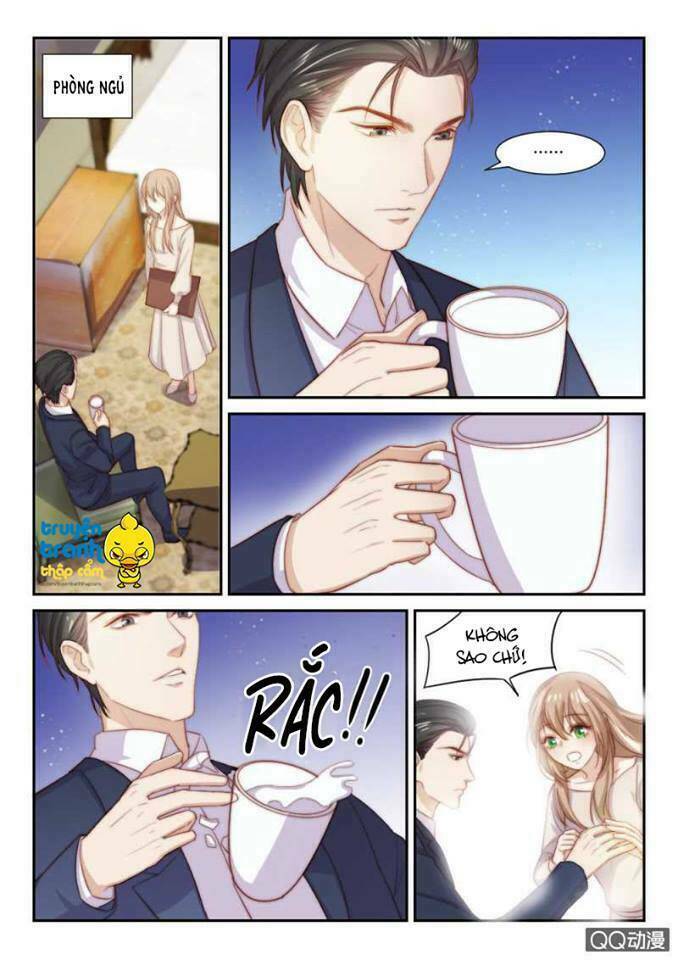 PHÒNG NGỦ
......
truyện
tranh
thập cẩm
RẮC!!
KHÔNG
SAO CHỨ!
QQ动漫